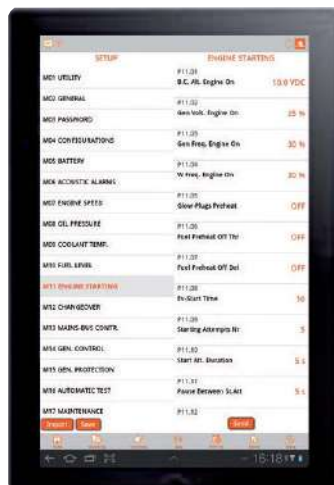 SETUP
M01 UTILITY
M02 GENERAL
M03 PASSWORD
M04 CONFIGURATIONS
M05 BATTERY
M06 ACOUSTIC ALARMS
M07 ENGINE SPEED
M08 OIL PRESSURE
M09 COOLANT TEMP.
M10 FUEL LEVEL
M11 ENGINE STARTING
M12 CHANGEOVER
M13 MAINS-BUS CONTR.
M14 GEN. CONTROL
M15 GEN. PROTECTION
M16 AUTOMATIC TEST
M17 MAINTENANCE
Import Save
ENGINE STARTING
P11.01
B.C. Alt. Engine On 10.0 VDC
P11.02
Gen Volt. Engine On 25 %
P11.03
Gen Freq. Engine On 30 %
P11.04
W Freq. Engine On 30 %
P11.05
Glow-Plugs Preheat OFF
P11.06
Fuel Preheat Off Thr OFF
P11.07
Fuel Preheat Off Del OFF
P11.08
Start Time
P11.09
Starting Attempts Nr 5
P11.10
Start Att. Duration 5 s
P11.11
Pause Between St.Att 5 s
P11.12
Send
16:18